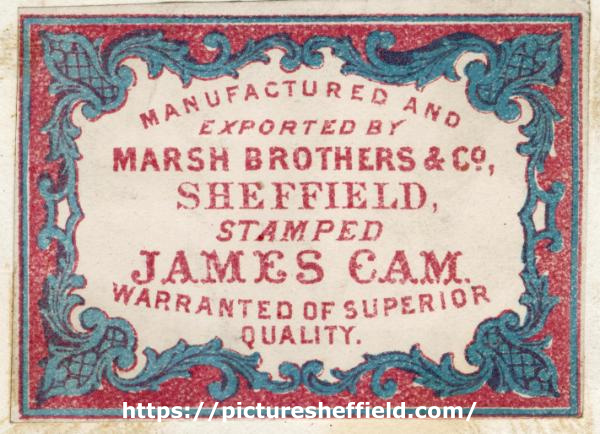 MANUFACTURED AND
EXPORTED BY
MARSH BROTHERS & Co,
SHEFFIELD,
STAMPED
JAMES CAM.
WARRANTED OF SUPERIOR
QUALITY.
https://picturesheffield.com/